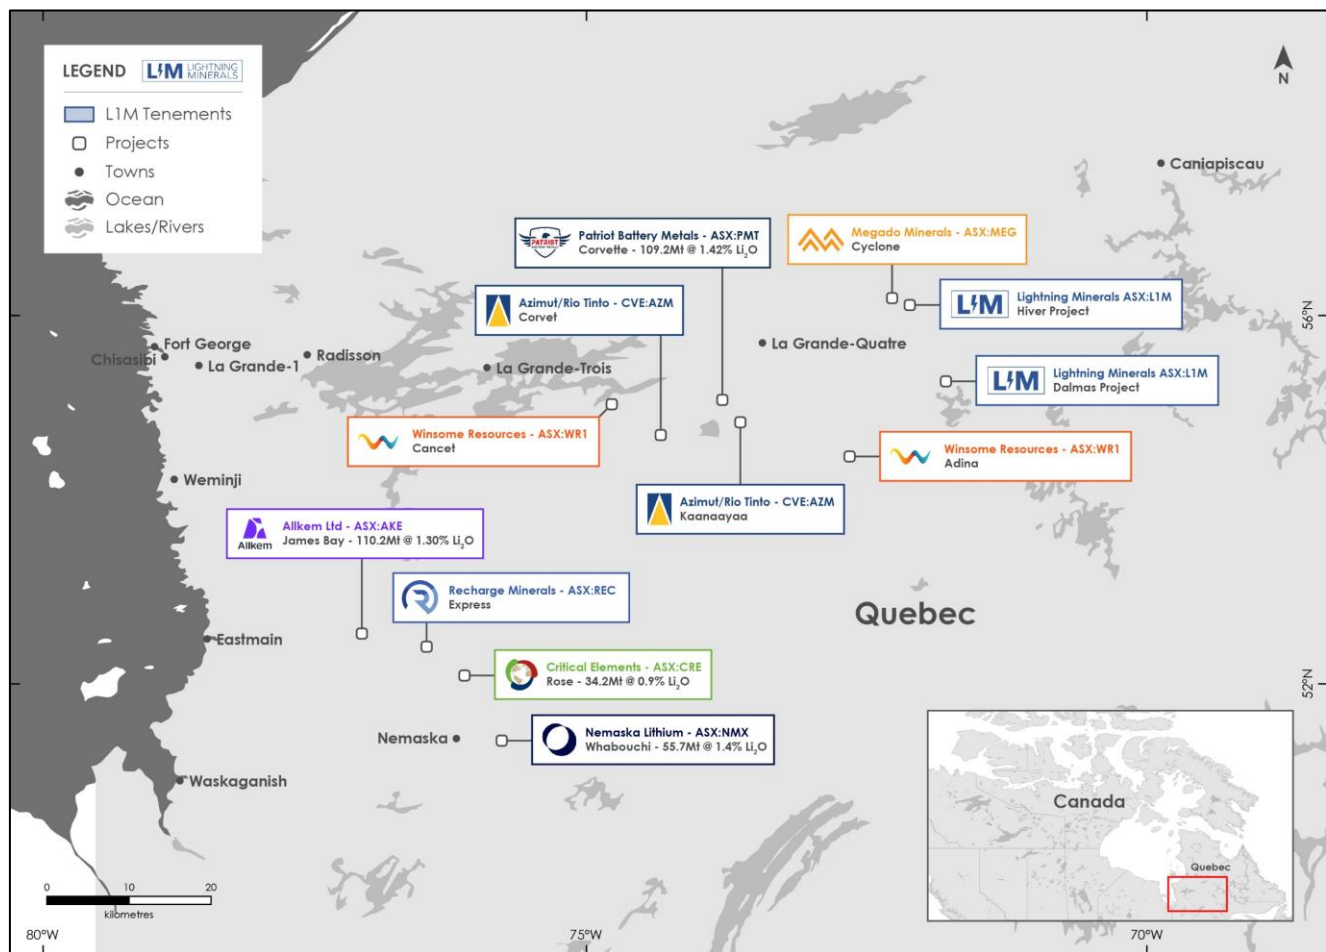 LEGEND
L⚡M LIGHTNING
MINERALS
L1M Tenements
Projects
Towns
Ocean
Lakes/Rivers
N
Caniapiscau
PATRIOT
BATTERY METALS
Patriot Battery Metals - ASX:PMT
Corvette - 109.2Mt @ 1.42% Li₂O
Megado Minerals - ASX:MEG
Cyclone
Azimut/Rio Tinto - CVE:AZM
Corvet
L⚡M
Lightning Minerals ASX:L1M
Hiver Project
56°N
Fort George
Chisasibi
La Grande-1
Radisson
La Grande-Trois
La Grande-Quatre
L⚡M
Lightning Minerals ASX:L1M
Dalmas Project
Winsome Resources - ASX:WR1
Cancet
Winsome Resources - ASX:WR1
Adina
Weminji
Azimut/Rio Tinto - CVE:AZM
Kaanaayaa
Allkem
Allkem Ltd - ASX:AKE
James Bay - 110.2Mt @ 1.30% Li₂O
Recharge Minerals - ASX:REC
Express
Quebec
Eastmain
Critical Elements - ASX:CRE
Rose - 34.2Mt @ 0.9% Li₂O
52°N
Nemaska
Nemaska Lithium - ASX:NMX
Whabouchi - 55.7Mt @ 1.4% Li₂O
Waskaganish
Canada
Quebec
0 10 20
kilometres
80°W
75°W
70°W